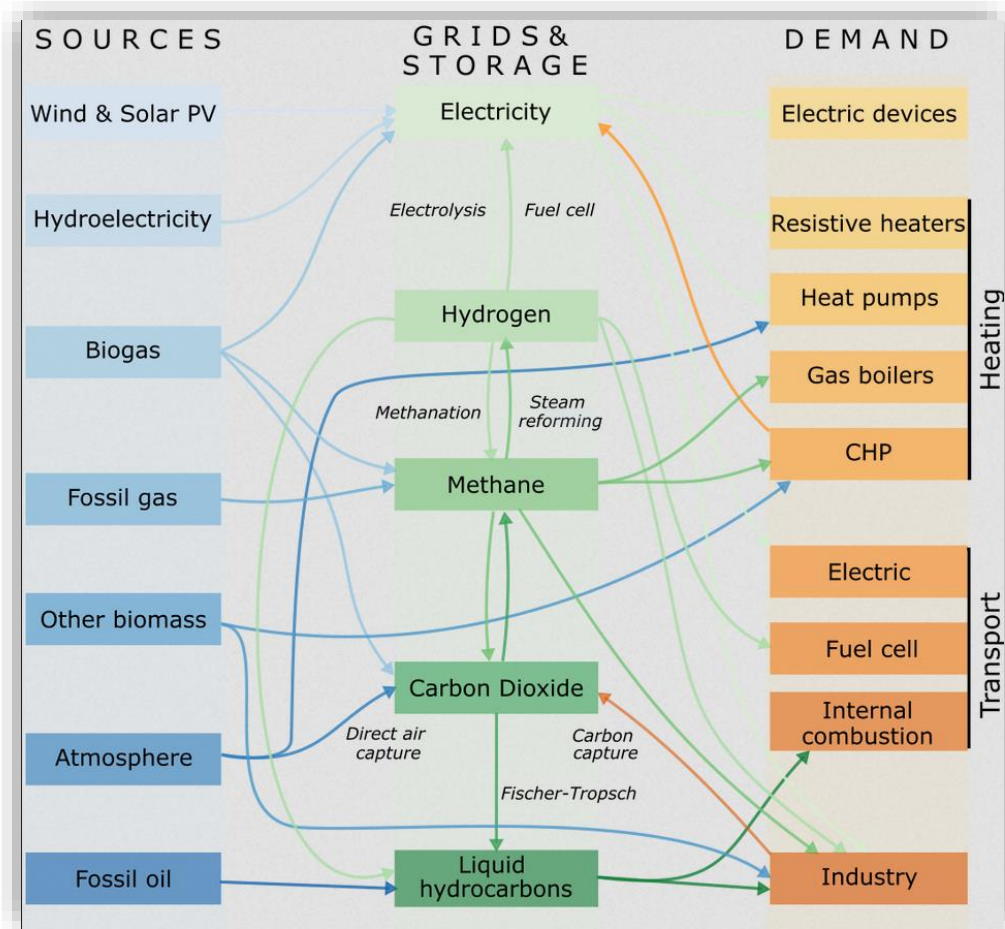 SOURCES
GRIDS &
STORAGE
DEMAND
Wind & Solar PV
Electricity
Electric devices
Hydroelectricity
Electrolysis
Fuel cell
Resistive heaters
Biogas
Hydrogen
Heat pumps
Gas boilers
Heating
Methanation
Steam
reforming
CHP
Fossil gas
Methane
Other biomass
Electric
Fuel cell
Internal
combustion
Transport
Atmosphere
Carbon Dioxide
Direct air
capture
Carbon
capture
Fischer-Tropsch
Fossil oil
Liquid
hydrocarbons
Industry